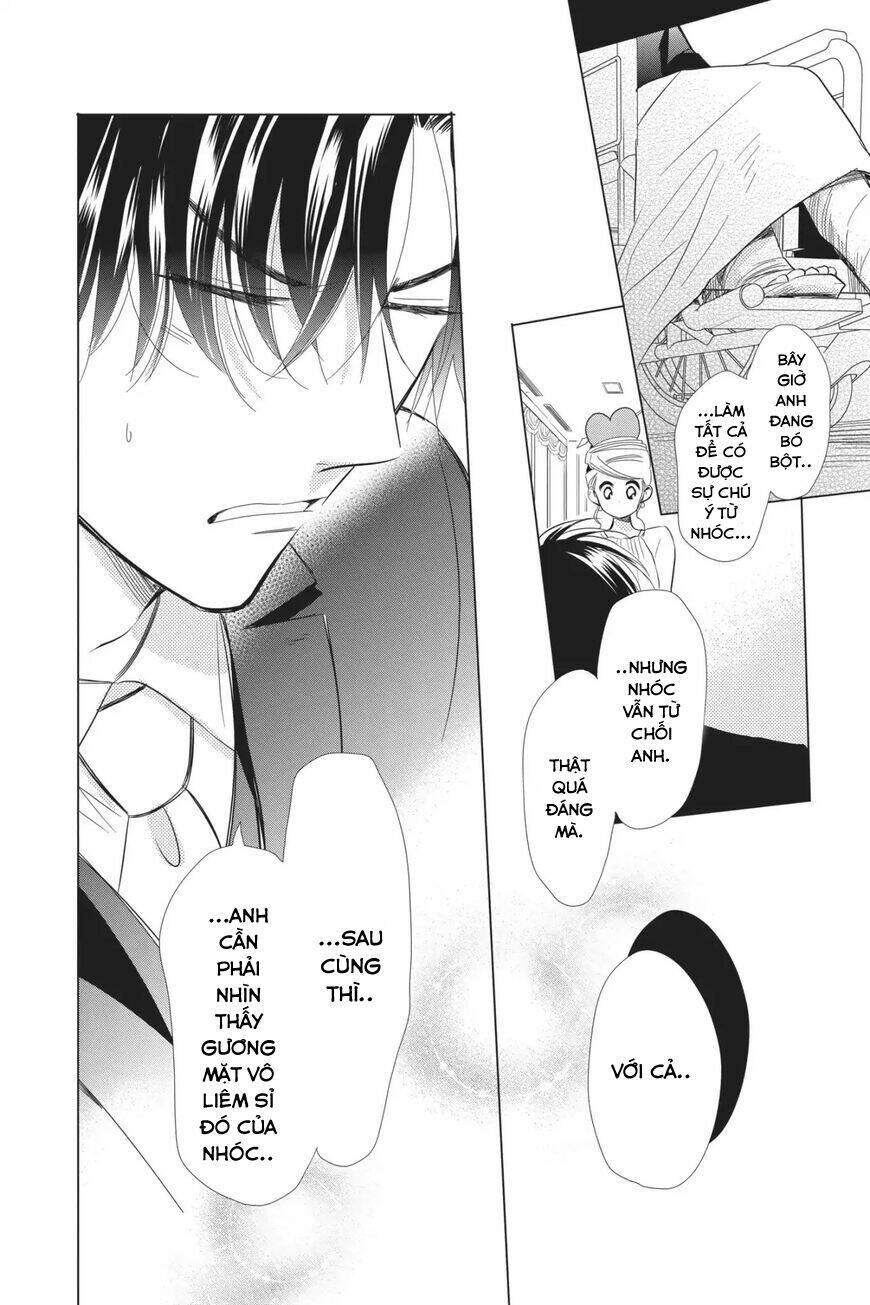 BÂY
GIỜ
ANH
ĐANG
BÓ
BỘT..
...LÀM
TẤT CẢ
ĐỂ CÓ
ĐƯỢC
SỰ CHÚ
Ý TỪ
NHÓC...
..NHƯNG
NHÓC
VẪN TỪ
CHỐI
ANH.
THẬT
QUÁ
ĐÁNG
MÀ.
VỚI CẢ..
...SAU
CÙNG
THÌ..
...ANH
CẦN
PHẢI
NHÌN
THẤY
GƯƠNG
MẶT VÔ
LIÊM SỈ
ĐÓ CỦA
NHÓC..